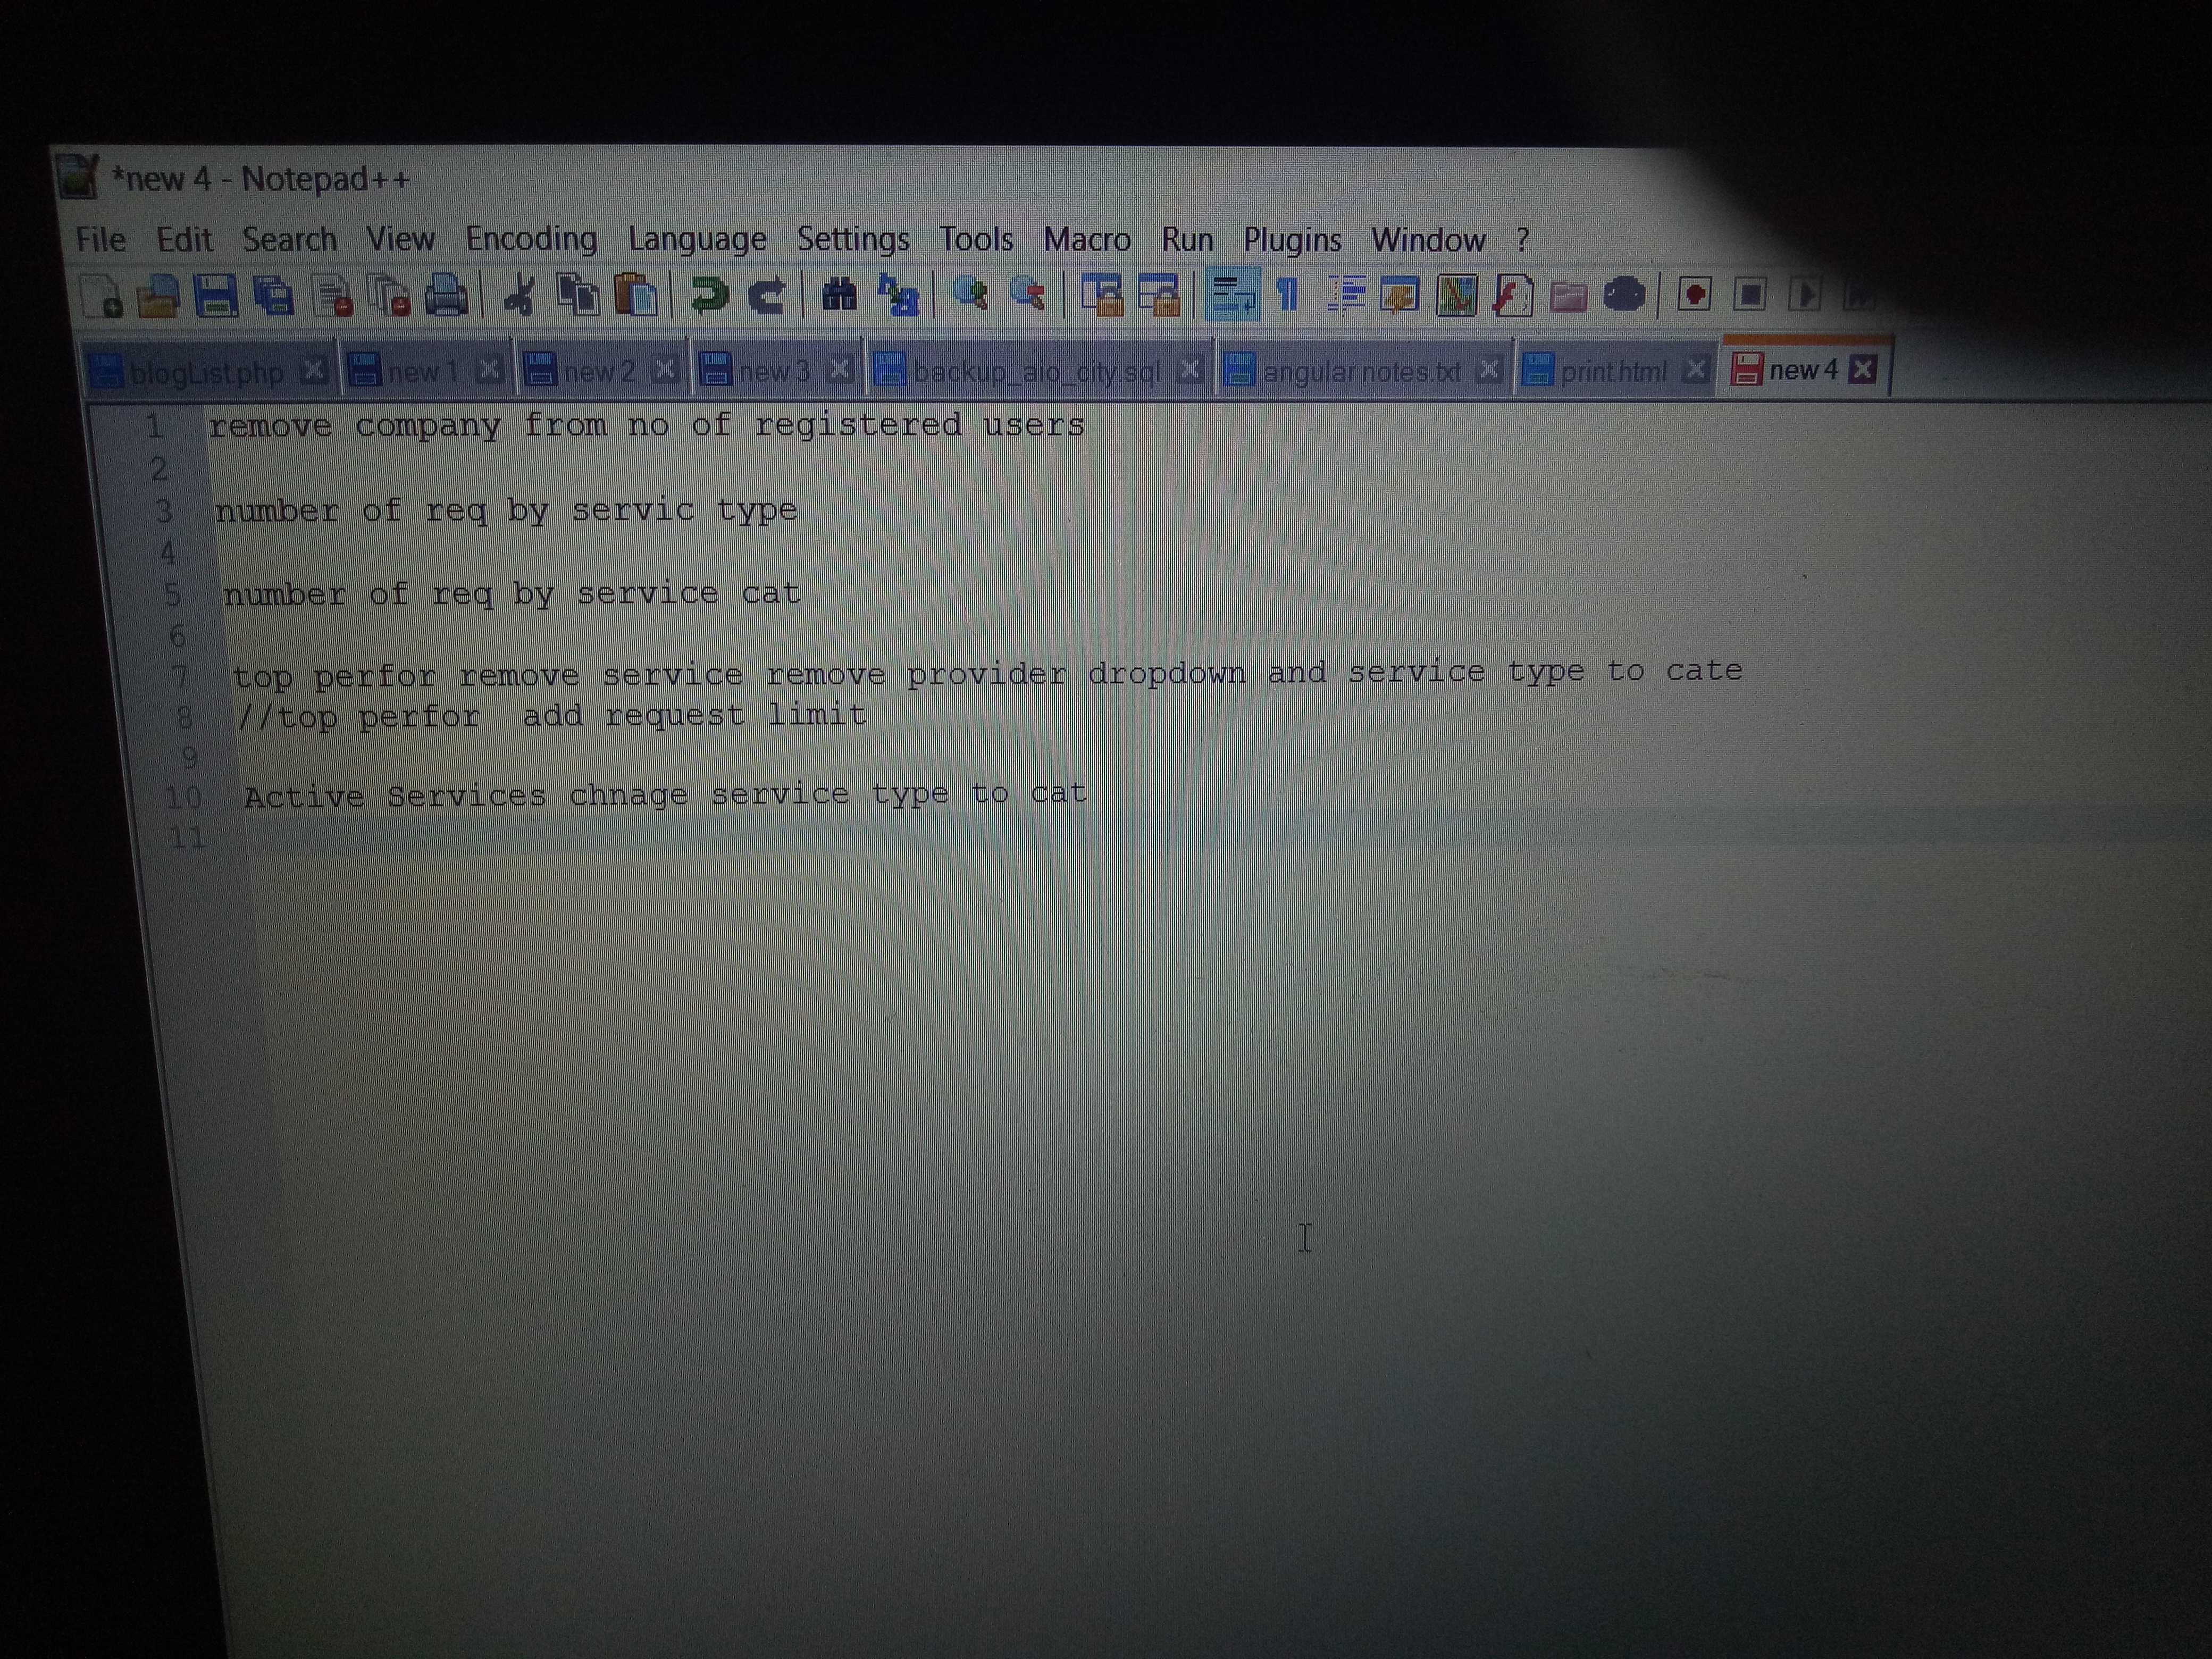 *new 4 - Notepad++
File Edit Search View Encoding Language Settings Tools Macro Run Plugins Window ?
blogList.php new 1 new 2 new 3 backup_aio_city.sql angular notes.txt print.html new 4
1 remove company from no of registered users
2
3 number of req by servic type
4
5 number of req by service cat
6
7 top perfor remove service remove provider dropdown and service type to cate
8 //top perfor  add request limit
9
10 Active Services chnage service type to cat
11